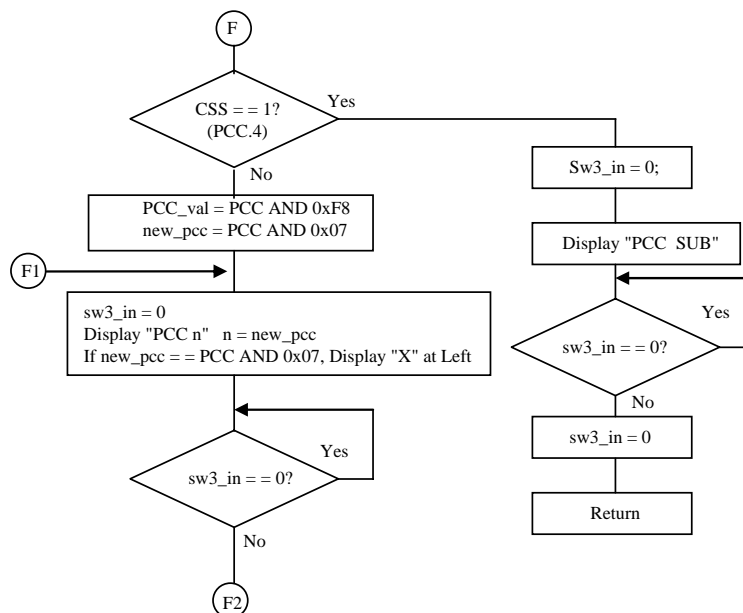 F
CSS = = 1?
(PCC.4)
Yes
No
PCC_val = PCC AND 0xF8
new_pcc = PCC AND 0x07
F1
sw3_in = 0
Display "PCC n"   n = new_pcc
If new_pcc = = PCC AND 0x07, Display "X" at Left
Yes
sw3_in = = 0?
No
F2
Sw3_in = 0;
Display "PCC  SUB"
Yes
sw3_in = = 0?
No
sw3_in = 0
Return